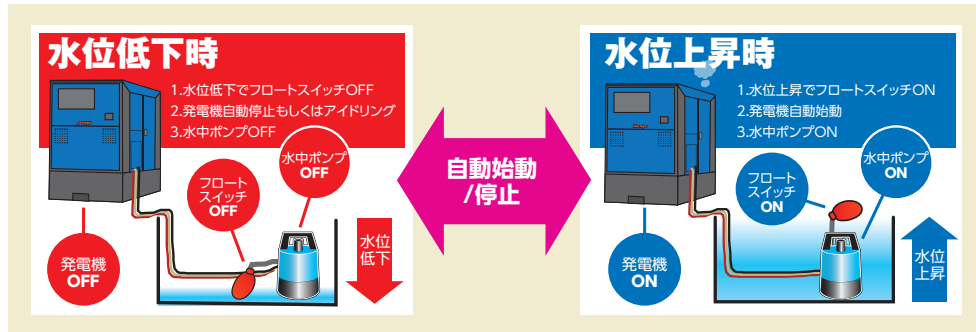 水位低下時
1.水位低下でフロートスイッチOFF
2.発電機自動停止もしくはアイドリング
3.水中ポンプOFF
水中ポンプ
OFF
フロート
スイッチ
OFF
発電機
OFF
水位
低下
自動始動
/停止
水位上昇時
1.水位上昇でフロートスイッチON
2.発電機自動始動
3.水中ポンプON
水中ポンプ
ON
フロート
スイッチ
ON
発電機
ON
水位
上昇